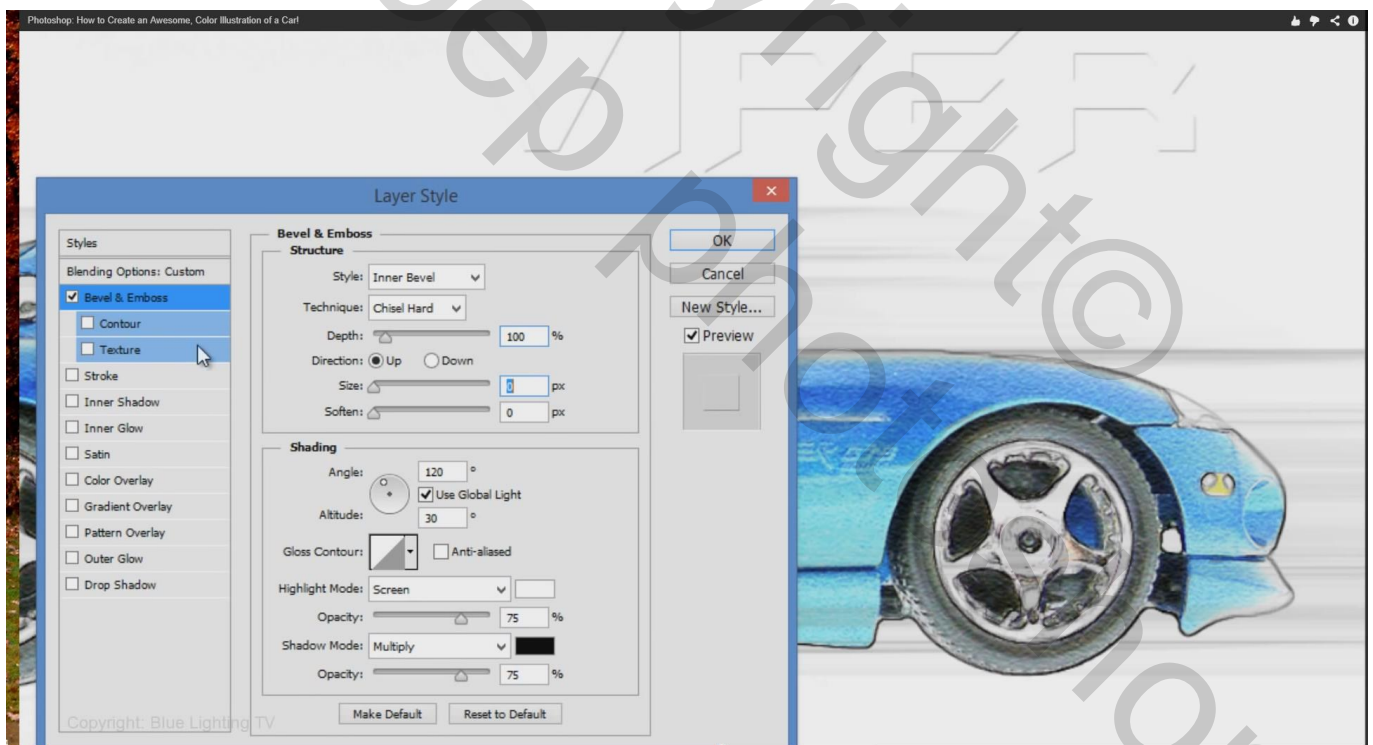 Photoshop: How to Create an Awesome, Color Illustration of a Car!
Layer Style
Styles
Blending Options: Custom
Bevel & Emboss
Contour
Texture
Stroke
Inner Shadow
Inner Glow
Satin
Color Overlay
Gradient Overlay
Pattern Overlay
Outer Glow
Drop Shadow
Bevel & Emboss
Structure
Style: Inner Bevel
Technique: Chisel Hard
Depth: 100 %
Direction: Up Down
Size: 0 px
Soften: 0 px
Shading
Angle: 120 °
Use Global Light
Altitude: 30 °
Gloss Contour: Anti-aliased
Highlight Mode: Screen
Opacity: 75 %
Shadow Mode: Multiply
Opacity: 75 %
Make Default Reset to Default
OK
Cancel
New Style...
Preview
Copyright: Blue Lighting TV